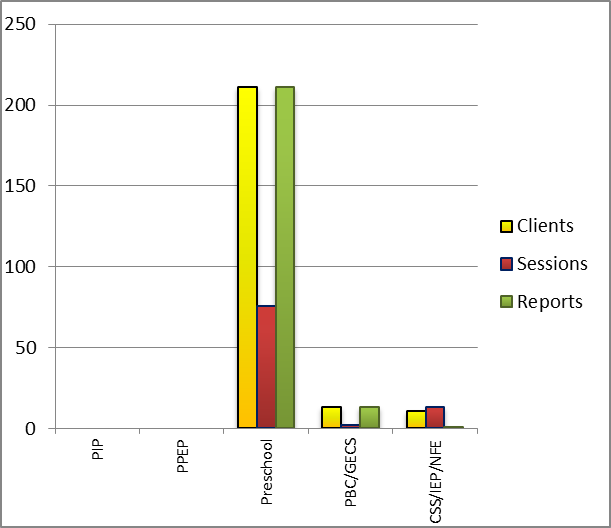 250
200
150
100
50
0
PIP
PPEP
Preschool
PBC/GECS
CSS/IEP/NFE
Clients
Sessions
Reports